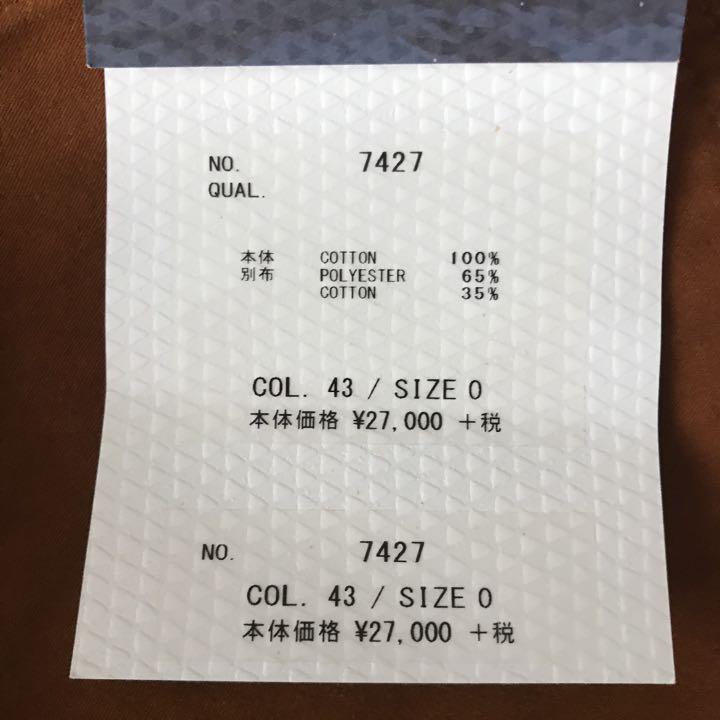 NO. 7427
QUAL.
本体 COTTON 100%
別布 POLYESTER 65%
COTTON 35%
COL. 43 / SIZE 0
本体価格 ¥27,000 +税
NO. 7427
COL. 43 / SIZE 0
本体価格 ¥27,000 +税